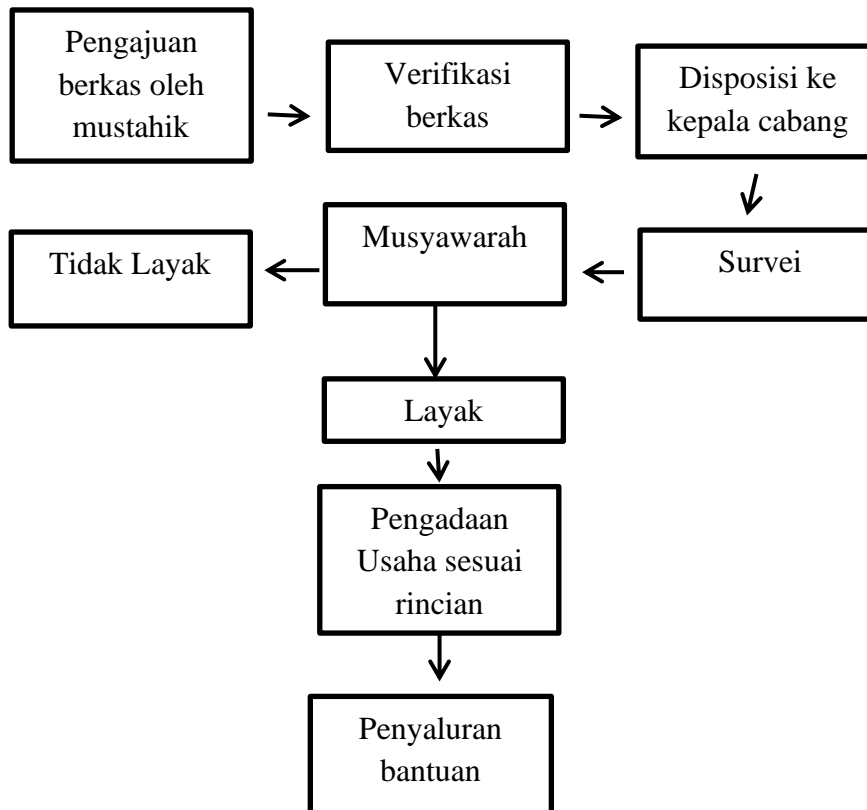 Pengajuan
berkas oleh
mustahik
Verifikasi
berkas
Disposisi ke
kepala cabang
Survei
Musyawarah
Tidak Layak
Layak
Pengadaan
Usaha sesuai
rincian
Penyaluran
bantuan